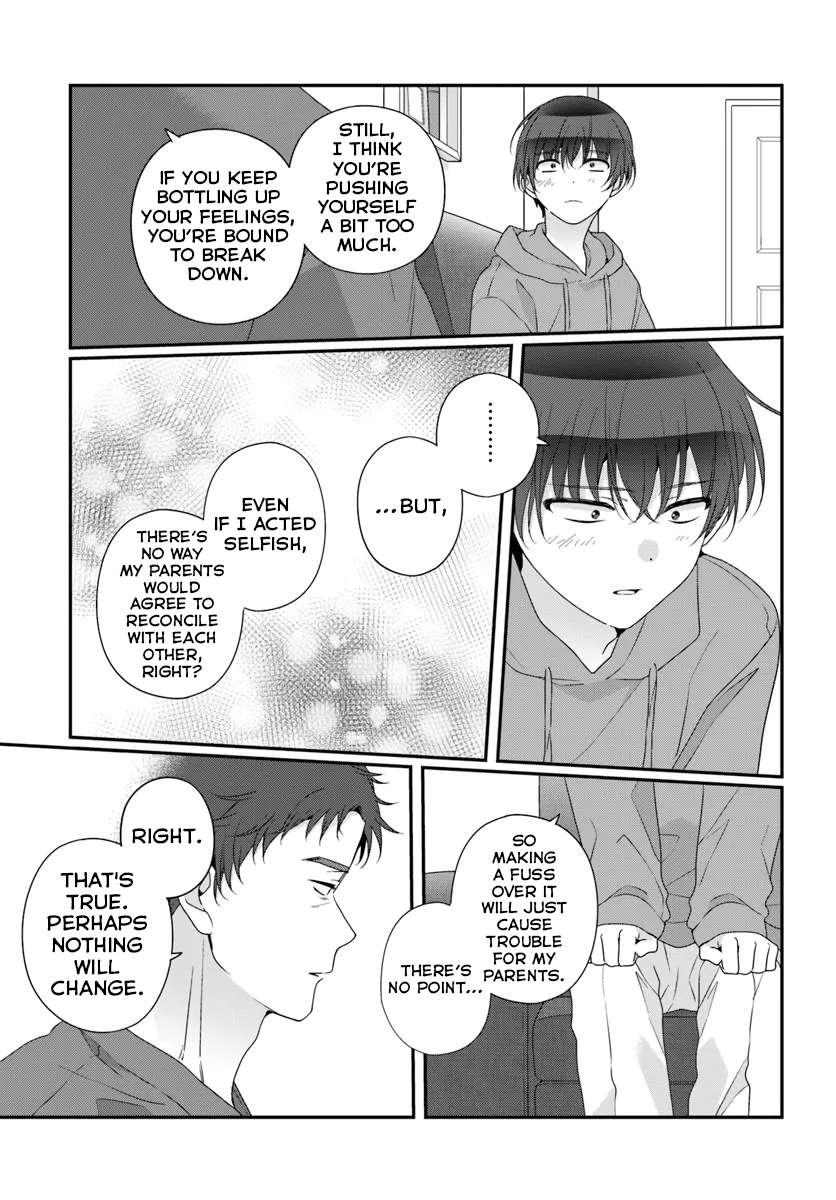 STILL,
I THINK
YOU'RE
PUSHING
YOURSELF
A BIT TOO
MUCH.
IF YOU KEEP
BOTTLING UP
YOUR FEELINGS,
YOU'RE BOUND
TO BREAK
DOWN.
........
...BUT,
EVEN
IF I ACTED
SELFISH,
THERE'S
NO WAY
MY PARENTS
WOULD
AGREE TO
RECONCILE
WITH EACH
OTHER,
RIGHT?
SO
MAKING
A FUSS
OVER IT
WILL JUST
CAUSE
TROUBLE
FOR MY
PARENTS.
THERE'S
NO POINT...
RIGHT.
THAT'S
TRUE.
PERHAPS
NOTHING
WILL
CHANGE.